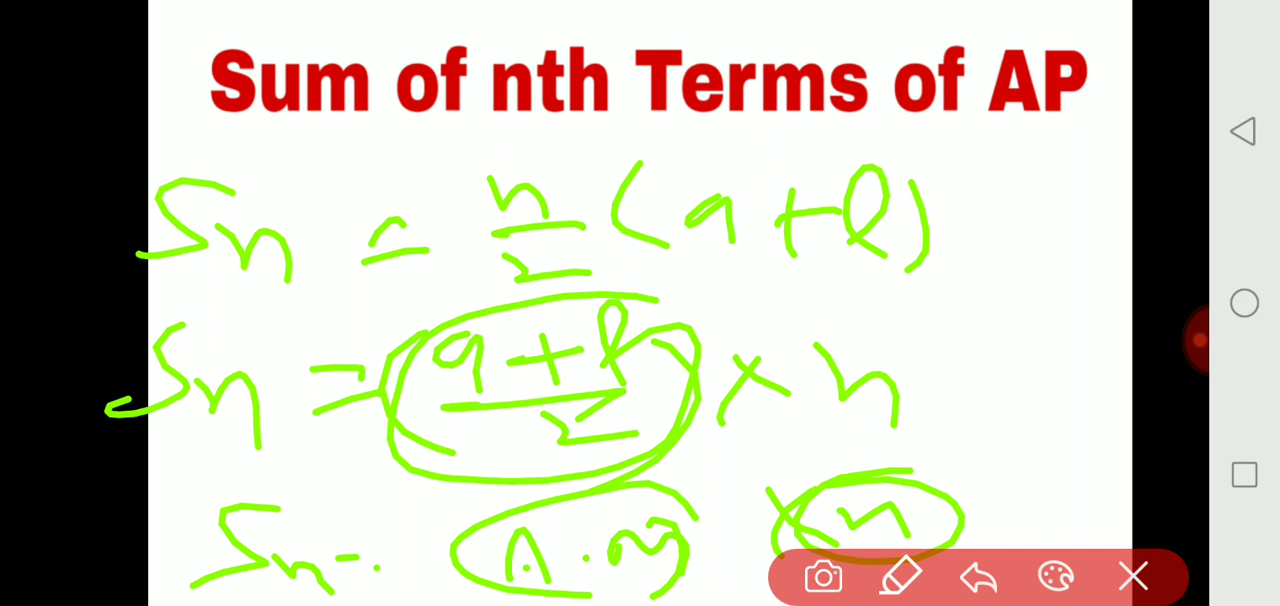 Sum of nth Terms of AP
Sn = n/2 (a+l)
Sn = a+l/2 × n
Sn = A.M × n